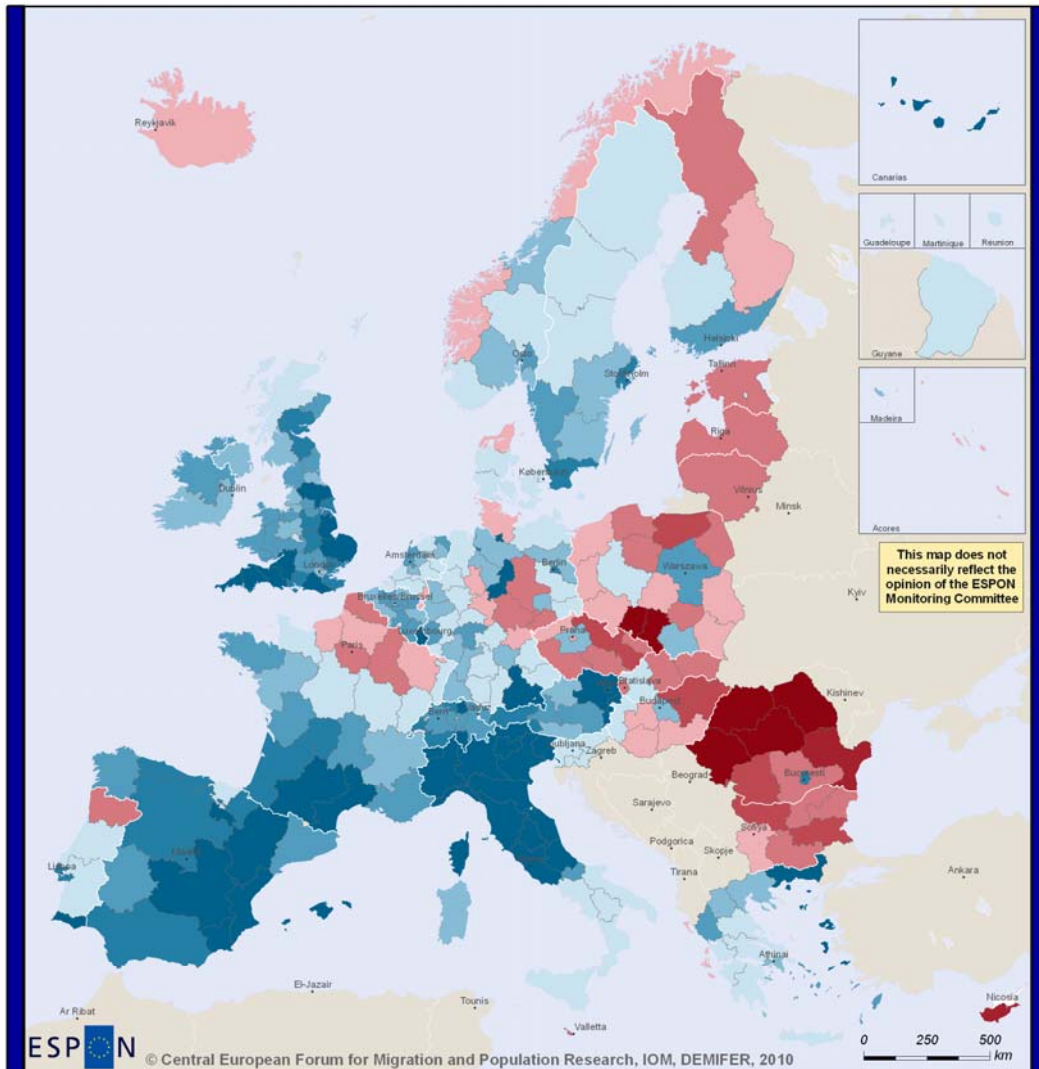 Reykjavik
Canarias
Guadeloupe
Martinique
Réunion
Guyane
Madeira
Acores
This map does not
necessarily reflect the
opinion of the ESPON
Monitoring Committee
Oslo
Helsinki
Stockholm
Tallinn
Riga
København
Vilnius
Minsk
Dublin
London
Amsterdam
Berlin
Warszawa
Bruxelles/Brussel
Luxembourg
Kyiv
Paris
Praha
Bratislava
Budapest
Kishinev
Bern
Ljubljana
Zagreb
Beograd
Bucuresti
Sarajevo
Podgorica
Sofiya
Skopje
Tirana
Madrid
Lisboa
Ankara
Athinai
El-Jazair
Tounis
Ar Ribat
Valletta
Nicosia
ESPON
© Central European Forum for Migration and Population Research, IOM, DEMIFER, 2010
0 250 500
km